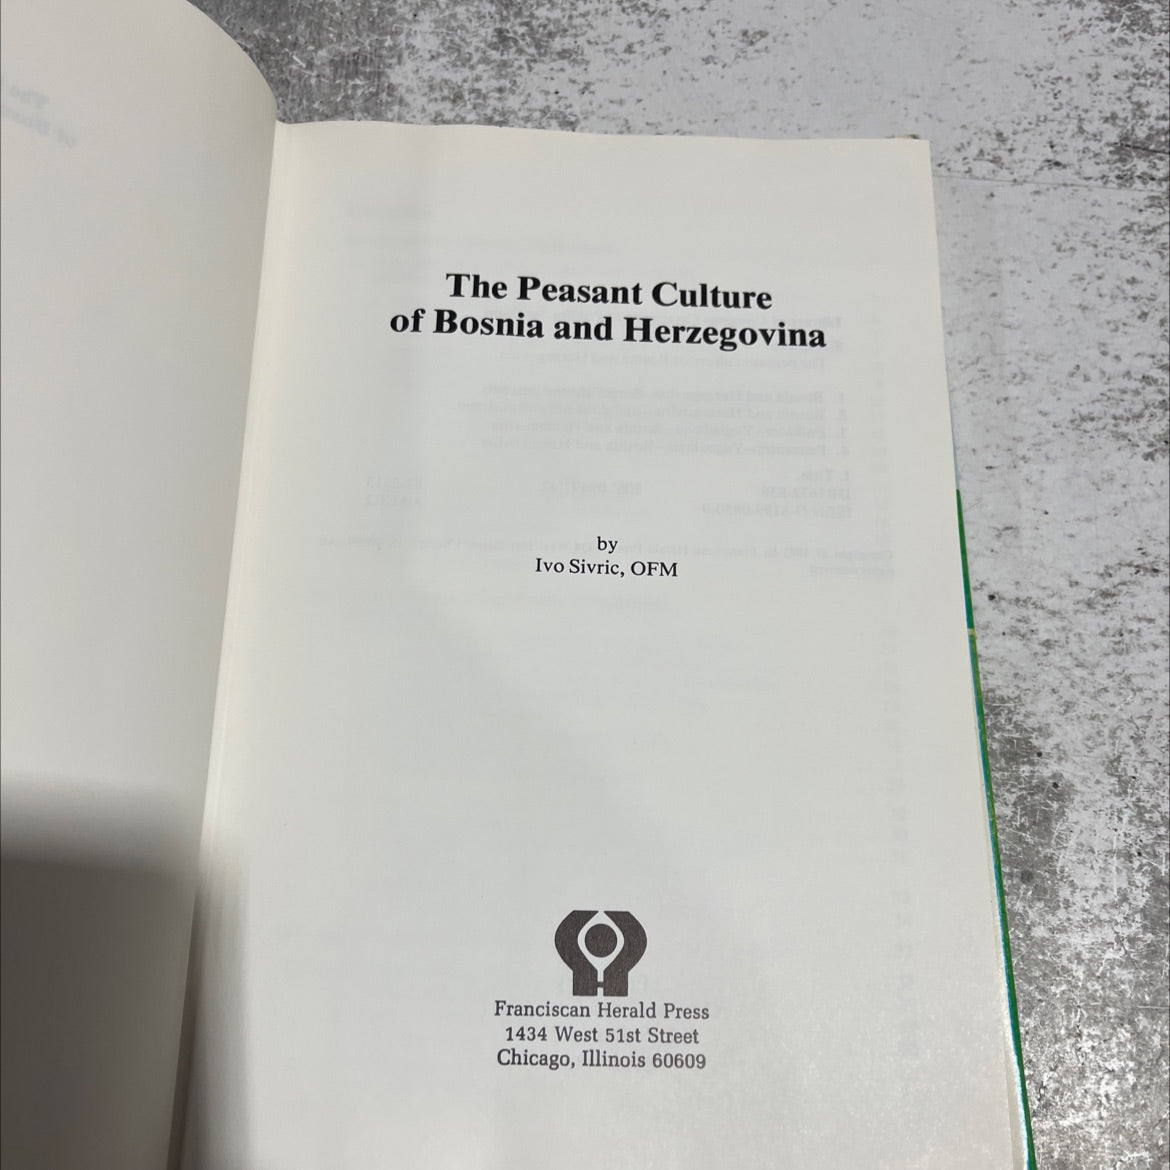 The Peasant Culture
of Bosnia and Herzegovina
by
Ivo Sivric, OFM
Franciscan Herald Press
1434 West 51st Street
Chicago, Illinois 60609